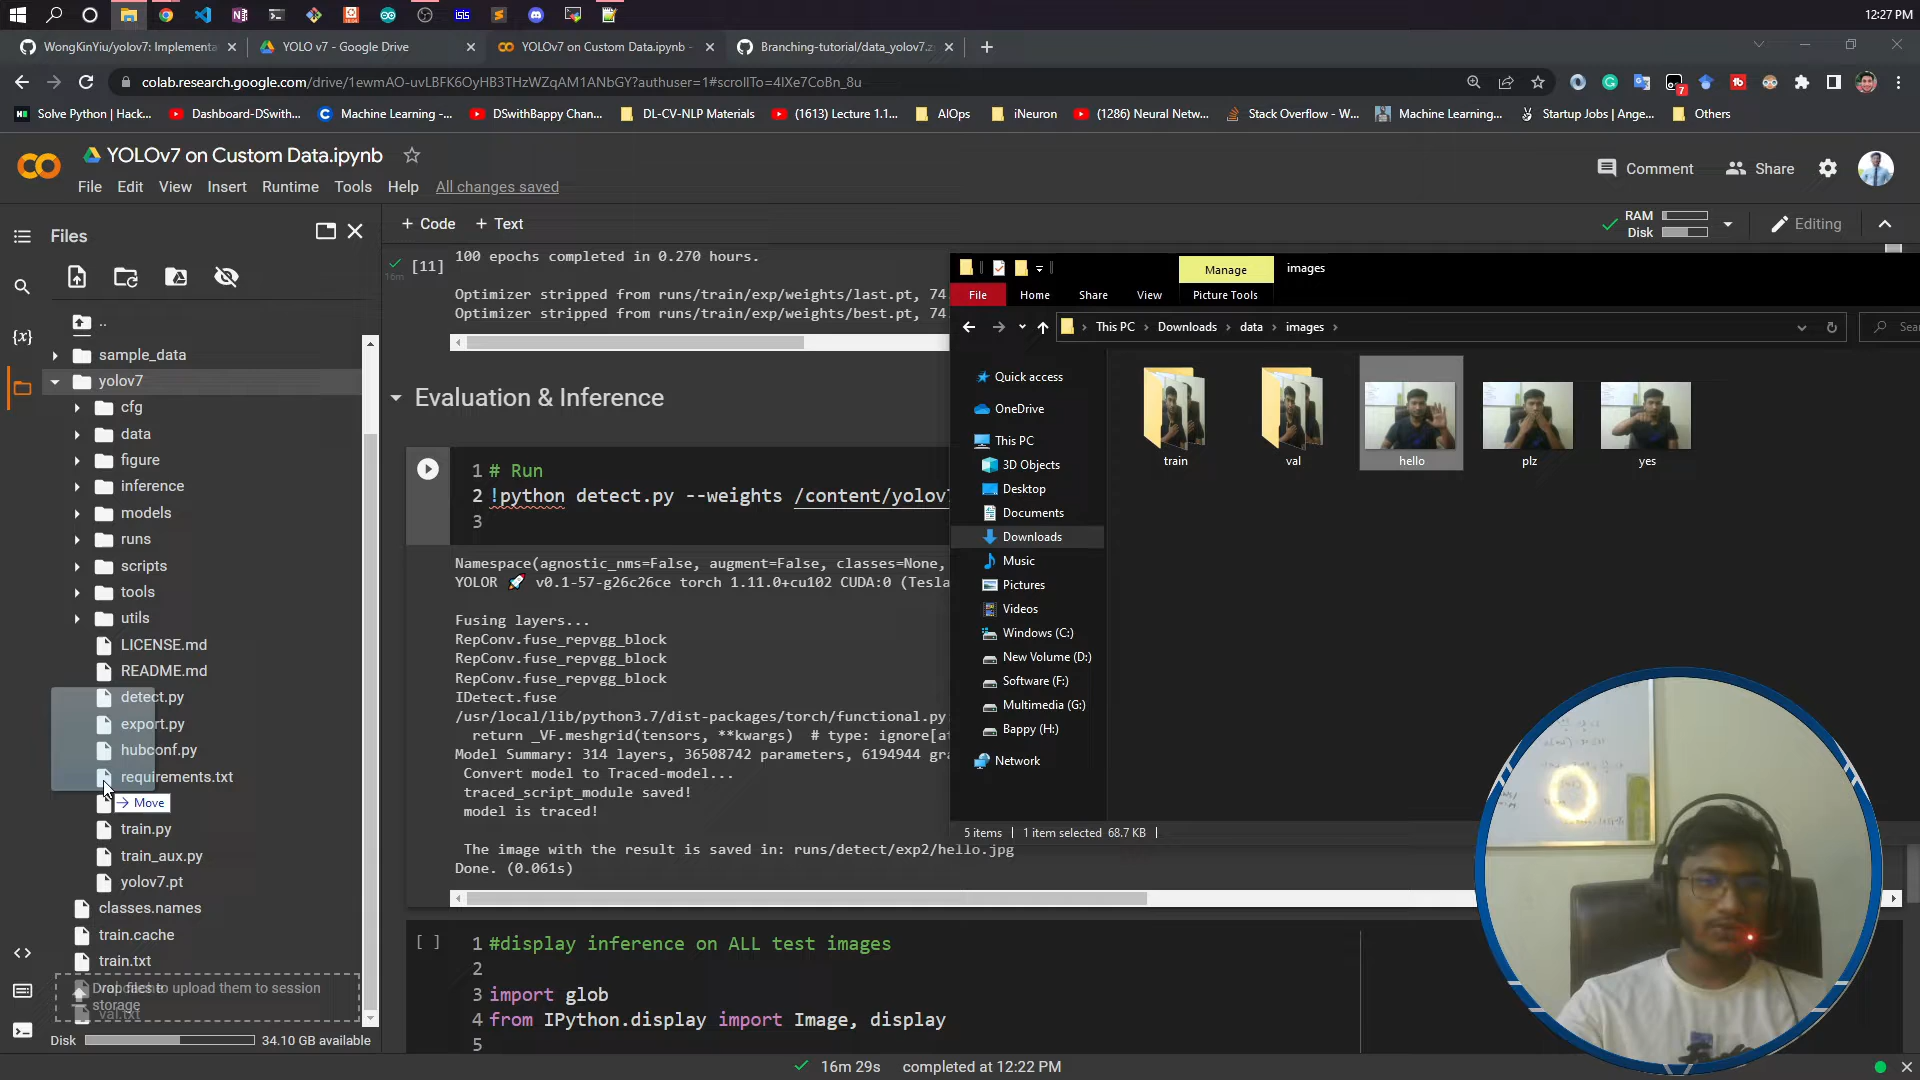 12:27 PM
WongKinYiu/yolov7: Implementa
YOLO v7 - Google Drive
YOLOv7 on Custom Data.ipynb -
Branching-tutorial/data_yolov7.z
colab.research.google.com/drive/1ewmAO-uvLBFK6OyHB3THzWZqAM1ANbGY?authuser=1#scrollTo=4IXe7CoBn_8u
Solve Python | Hack...
Dashboard-DSwith...
Machine Learning -...
DSwithBappy Chan...
DL-CV-NLP Materials
(1613) Lecture 1.1...
AIOps
iNeuron
(1286) Neural Netw...
Stack Overflow - W...
Machine Learning...
Startup Jobs | Ange...
Others
YOLOv7 on Custom Data.ipynb
File Edit View Insert Runtime Tools Help All changes saved
Comment
Share
Files
+ Code + Text
RAM
Disk
Editing
..
sample_data
yolov7
cfg
data
figure
inference
models
runs
scripts
tools
utils
LICENSE.md
README.md
detect.py
export.py
hubconf.py
requirements.txt
Move
train.py
train_aux.py
yolov7.pt
classes.names
train.cache
train.txt
to upload them to session
storage
val.txt
Disk
34.10 GB available
[11]
16m
100 epochs completed in 0.270 hours.
Optimizer stripped from runs/train/exp/weights/last.pt, 74.
Optimizer stripped from runs/train/exp/weights/best.pt, 74.
Evaluation & Inference
1 # Run
2 !python detect.py --weights /content/yolov7
3
Namespace(agnostic_nms=False, augment=False, classes=None,
YOLOR 🚀 v0.1-57-g26c26ce torch 1.11.0+cu102 CUDA:0 (Tesla
Fusing layers...
RepConv.fuse_repvgg_block
RepConv.fuse_repvgg_block
RepConv.fuse_repvgg_block
IDetect.fuse
/usr/local/lib/python3.7/dist-packages/torch/functional.py:
return _VF.meshgrid(tensors, **kwargs)  # type: ignore[at
Model Summary: 314 layers, 36508742 parameters, 6194944 gra
Convert model to Traced-model...
traced_script_module saved!
model is traced!
The image with the result is saved in: runs/detect/exp2/hello.jpg
Done. (0.061s)
[ ]
1 #display inference on ALL test images
2
3 import glob
4 from IPython.display import Image, display
5
16m 29s completed at 12:22 PM
Manage
images
File Home Share View Picture Tools
This PC > Downloads > data > images >
Sea
Quick access
OneDrive
This PC
3D Objects
Desktop
Documents
Downloads
Music
Pictures
Videos
Windows (C:)
New Volume (D:)
Software (F:)
Multimedia (G:)
Bappy (H:)
Network
train
val
hello
plz
yes
5 items
1 item selected 68.7 KB